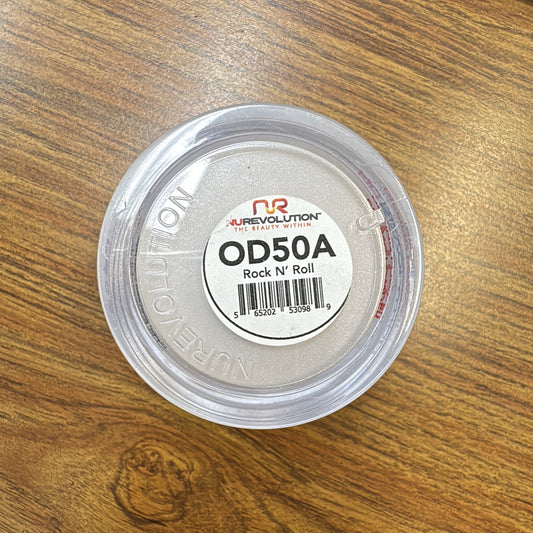 NR
NUREVOLUTION
THE BEAUTY WITHIN
OD50A
Rock N' Roll
5 65202 53098 9
NUREVOLUTION